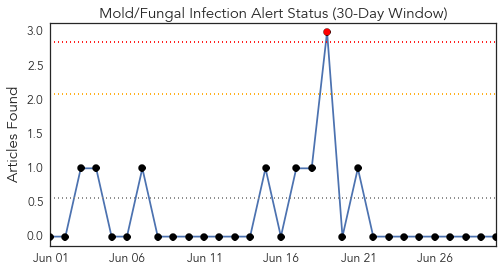 Mold/Fungal Infection Alert Status (30-Day Window)
Articles Found
3.0
2.5
2.0
1.5
1.0
0.5
0.0
Jun 01 Jun 06 Jun 11 Jun 16 Jun 21 Jun 26